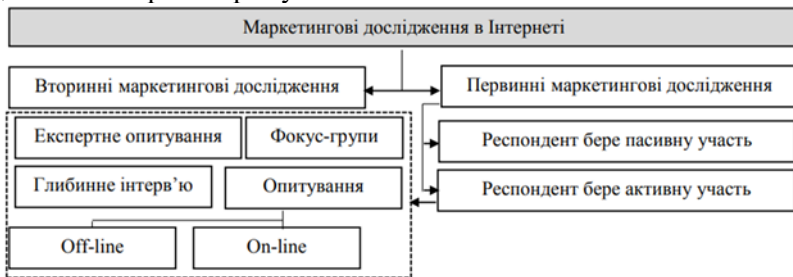 Маркетингові дослідження в Інтернеті
Вторинні маркетингові дослідження
Первинні маркетингові дослідження
Експертне опитування
Фокус-групи
Респондент бере пасивну участь
Глибинне інтерв’ю
Опитування
Респондент бере активну участь
Off-line
On-line